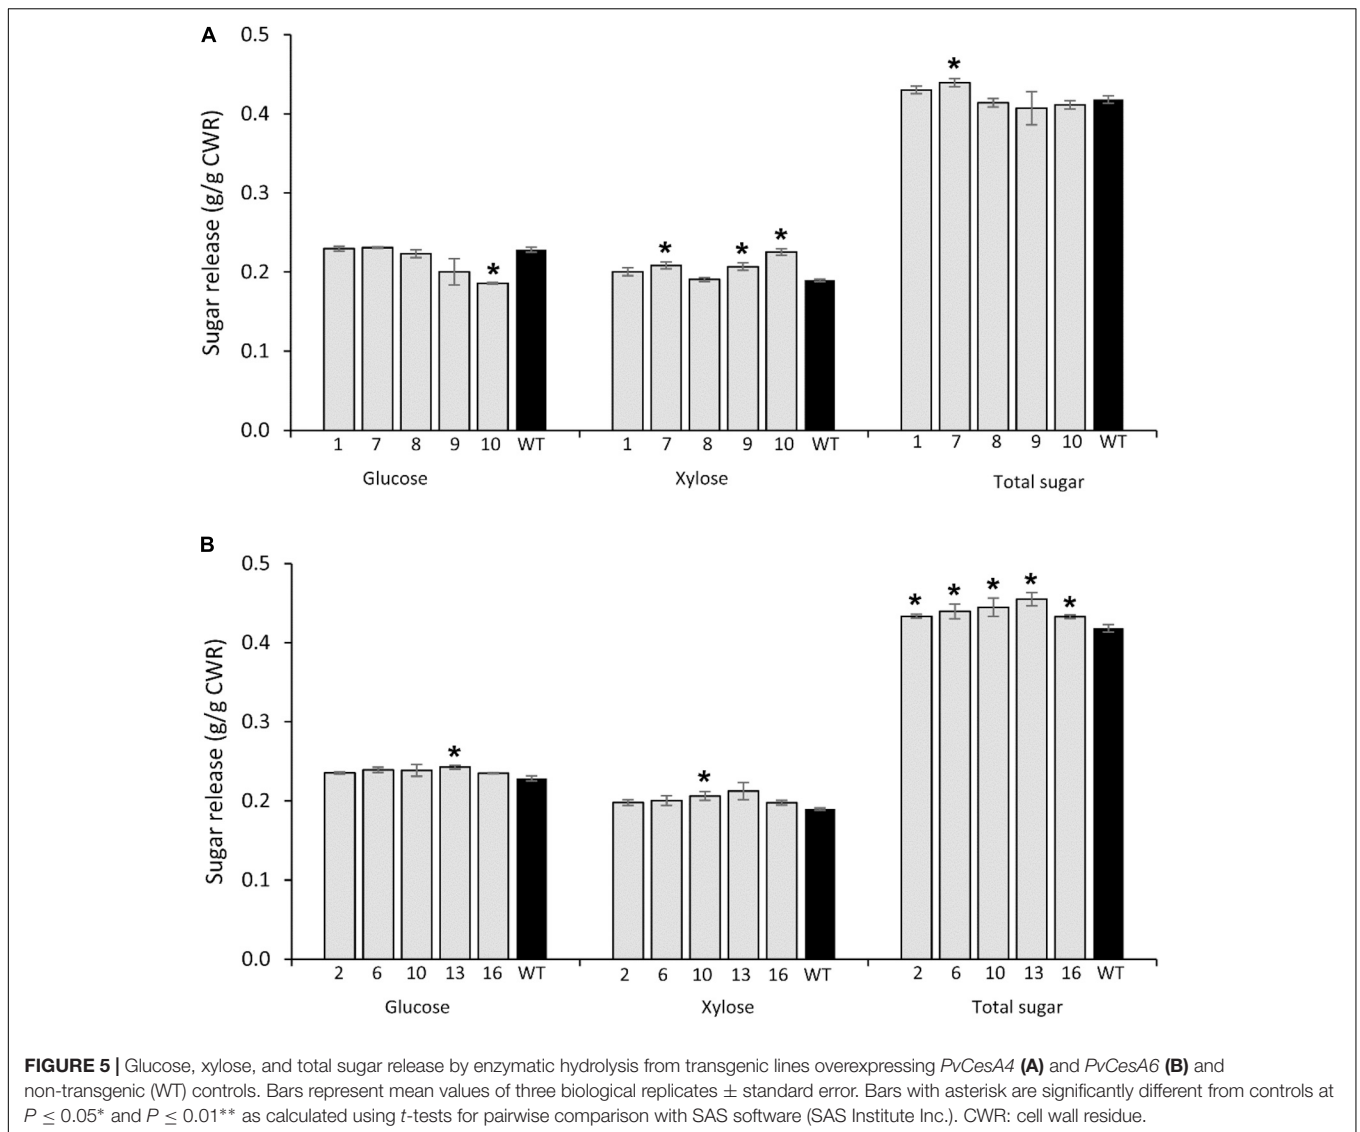 A
0.5
0.4
0.3
0.2
0.1
0.0
Sugar release (g/g CWR)
*
* * * *
1 7 8 9 10 WT 1 7 8 9 10 WT 1 7 8 9 10 WT
Glucose Xylose Total sugar
B
0.5
0.4
0.3
0.2
0.1
0.0
Sugar release (g/g CWR)
* * * * *
* *
2 6 10 13 16 WT 2 6 10 13 16 WT 2 6 10 13 16 WT
Glucose Xylose Total sugar
FIGURE 5 | Glucose, xylose, and total sugar release by enzymatic hydrolysis from transgenic lines overexpressing PvCesA4 (A) and PvCesA6 (B) and
non-transgenic (WT) controls. Bars represent mean values of three biological replicates ± standard error. Bars with asterisk are significantly different from controls at
P ≤ 0.05* and P ≤ 0.01** as calculated using t-tests for pairwise comparison with SAS software (SAS Institute Inc.). CWR: cell wall residue.